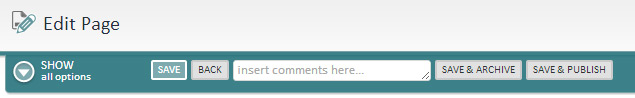 Edit Page
SHOW
all options
SAVE BACK insert comments here... SAVE & ARCHIVE SAVE & PUBLISH